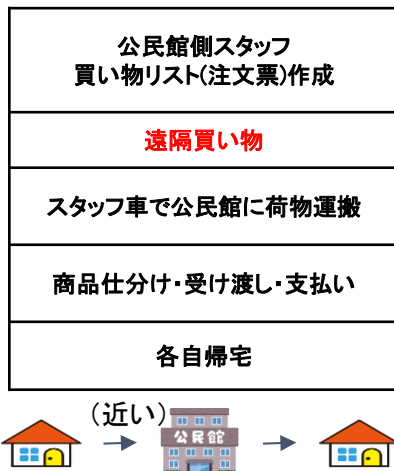 公民館側スタッフ
買い物リスト(注文票)作成
遠隔買い物
スタッフ車で公民館に荷物運搬
商品仕分け・受け渡し・支払い
各自帰宅
(近い)
公民館